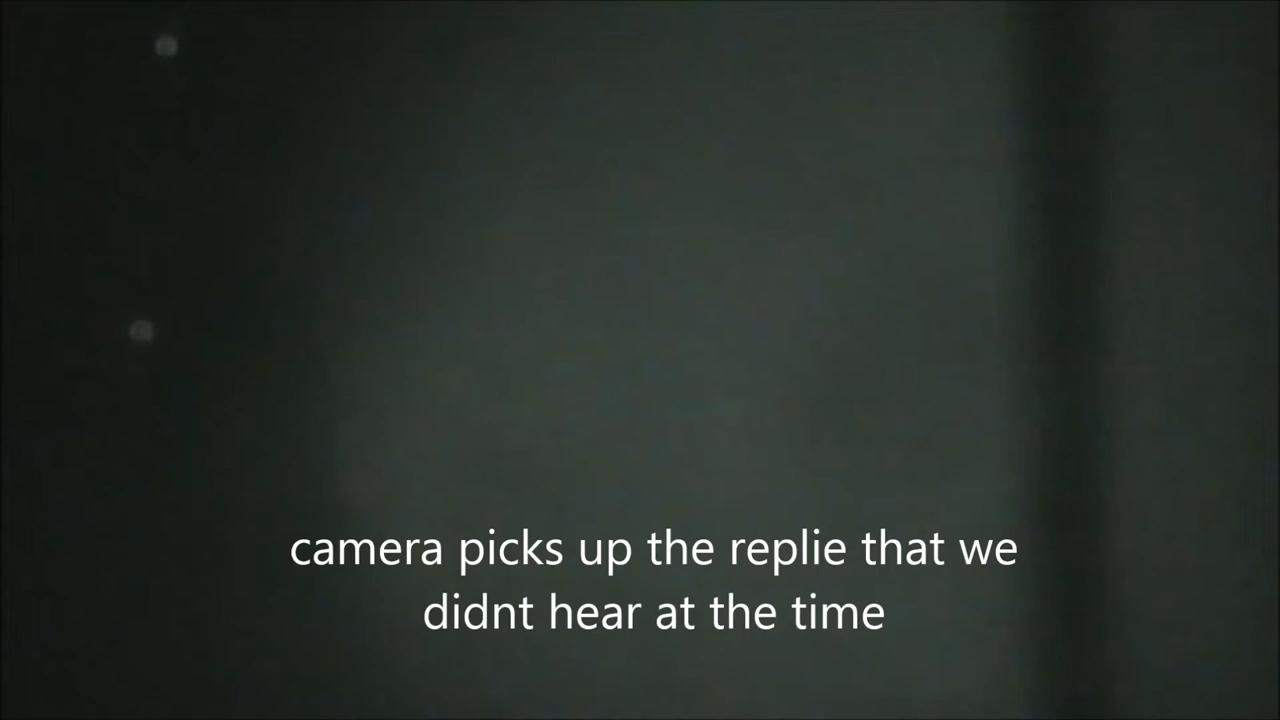 camera picks up the replie that we
didnt hear at the time